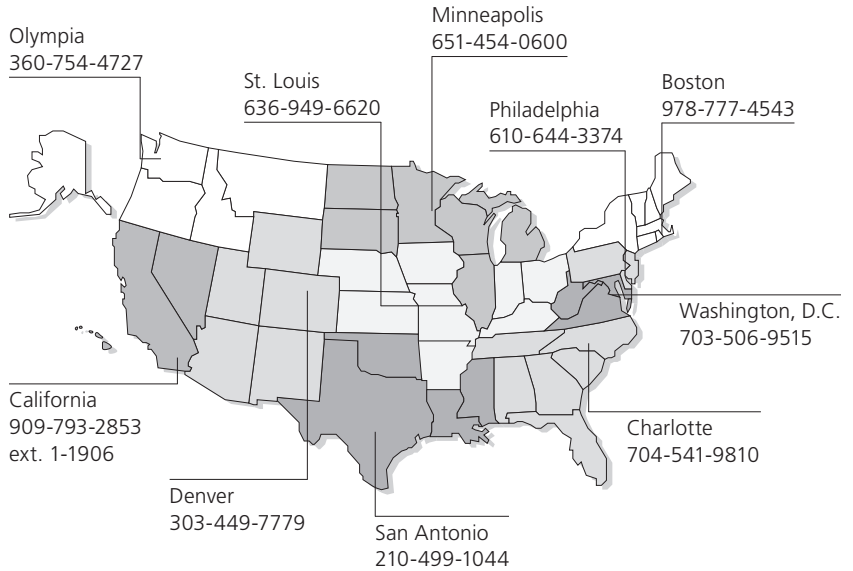 Minneapolis
651-454-0600
Olympia
360-754-4727
St. Louis
636-949-6620
Boston
978-777-4543
Philadelphia
610-644-3374
Washington, D.C.
703-506-9515
California
909-793-2853
ext. 1-1906
Charlotte
704-541-9810
Denver
303-449-7779
San Antonio
210-499-1044